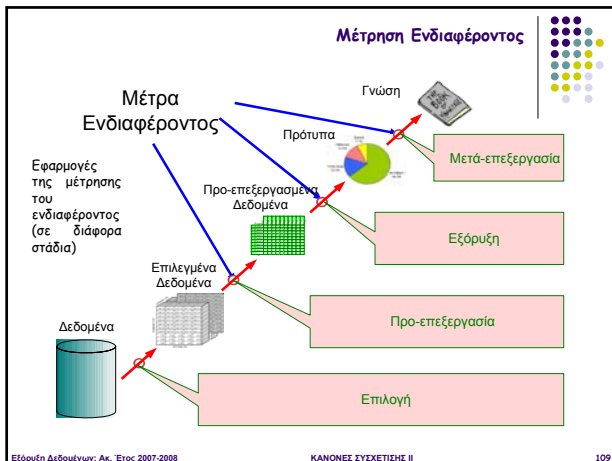 Μέτρηση Ενδιαφέροντος
Μέτρα
Ενδιαφέροντος
Γνώση
Πρότυπα
Μετά-επεξεργασία
Εφαρμογές
της μέτρησης
του
ενδιαφέροντος
(σε διάφορα
στάδια)
Προ-επεξεργασμένα
Δεδομένα
Εξόρυξη
Επιλεγμένα
Δεδομένα
Προ-επεξεργασία
Δεδομένα
Επιλογή
Εξόρυξη Δεδομένων: Ακ. Έτος 2007-2008 ΚΑΝΟΝΕΣ ΣΥΣΧΕΤΙΣΗΣ II 109